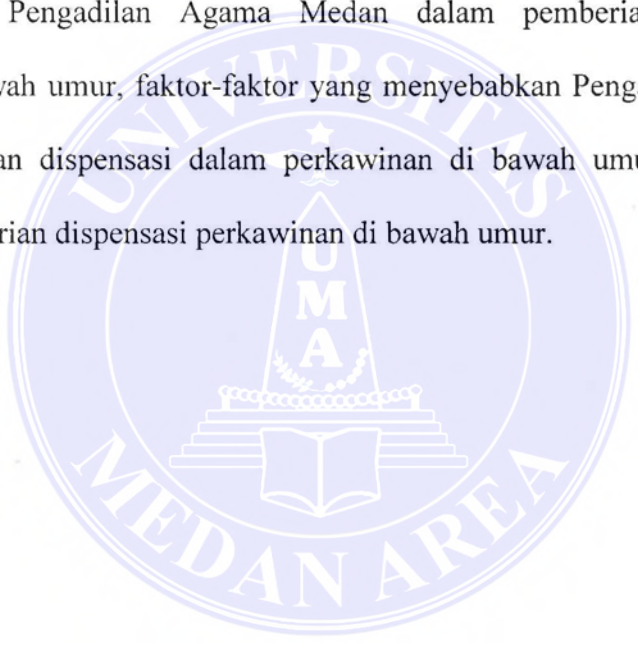 Pengadilan Agama Medan dalam pemberia
wah umur, faktor-faktor yang menyebabkan Penga
an dispensasi dalam perkawinan di bawah umu
rian dispensasi perkawinan di bawah umur.
UNIVERSITAS
UMA
MEDAN AREA